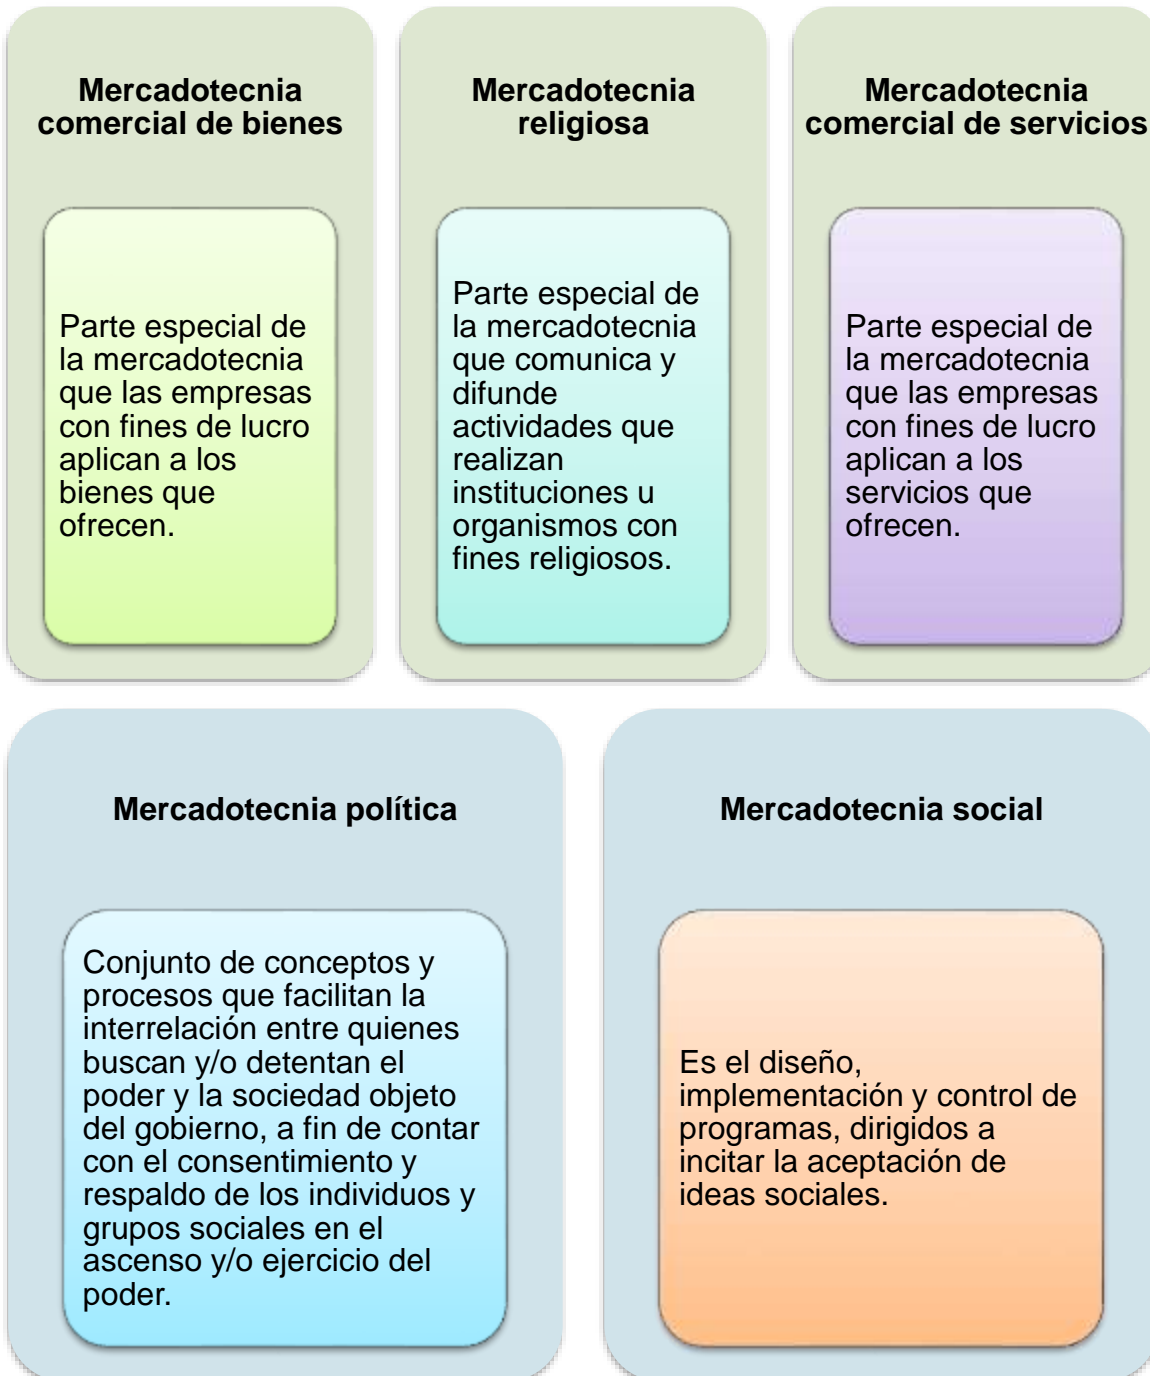 Mercadotecnia
comercial de bienes
Parte especial de
la mercadotecnia
que las empresas
con fines de lucro
aplican a los
bienes que
ofrecen.
Mercadotecnia
religiosa
Parte especial de
la mercadotecnia
que comunica y
difunde
actividades que
realizan
instituciones u
organismos con
fines religiosos.
Mercadotecnia
comercial de servicios
Parte especial de
la mercadotecnia
que las empresas
con fines de lucro
aplican a los
servicios que
ofrecen.
Mercadotecnia política
Conjunto de conceptos y
procesos que facilitan la
interrelación entre quienes
buscan y/o detentan el
poder y la sociedad objeto
del gobierno, a fin de contar
con el consentimiento y
respaldo de los individuos y
grupos sociales en el
ascenso y/o ejercicio del
poder.
Mercadotecnia social
Es el diseño,
implementación y control de
programas, dirigidos a
incitar la aceptación de
ideas sociales.